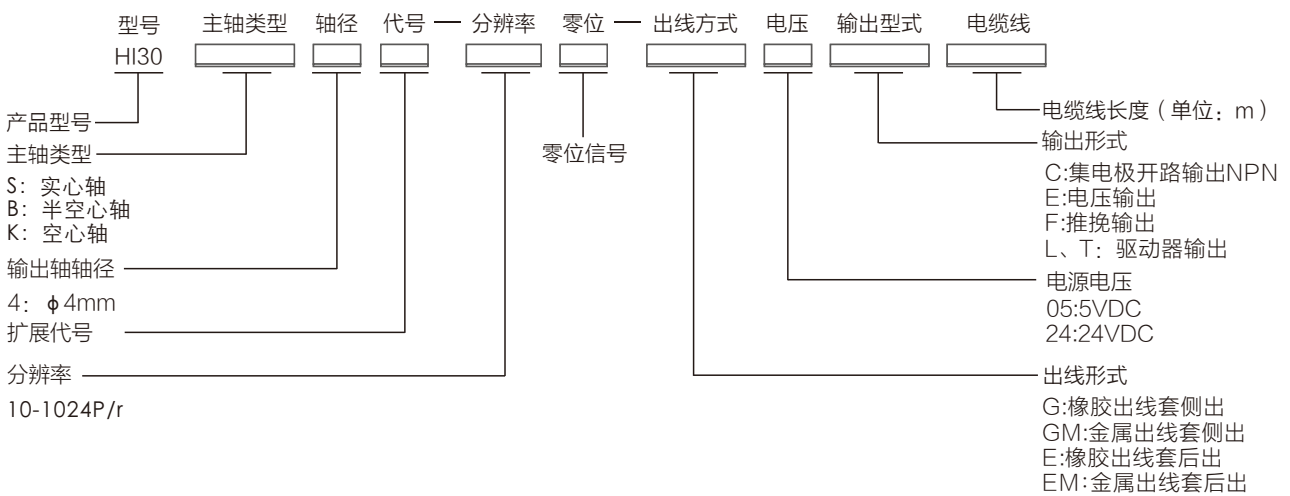 型号 主轴类型 轴径 代号 — 分辨率 零位 — 出线方式 电压 输出型式 电缆线
HI30
产品型号
主轴类型
S: 实心轴
B: 半空心轴
K: 空心轴
输出轴轴径
4: φ4mm
扩展代号
分辨率
10-1024P/r
零位信号
电缆线长度（单位：m）
输出形式
C:集电极开路输出NPN
E:电压输出
F:推挽输出
L、T: 驱动器输出
电源电压
05:5VDC
24:24VDC
出线形式
G:橡胶出线套侧出
GM:金属出线套侧出
E:橡胶出线套后出
EM:金属出线套后出